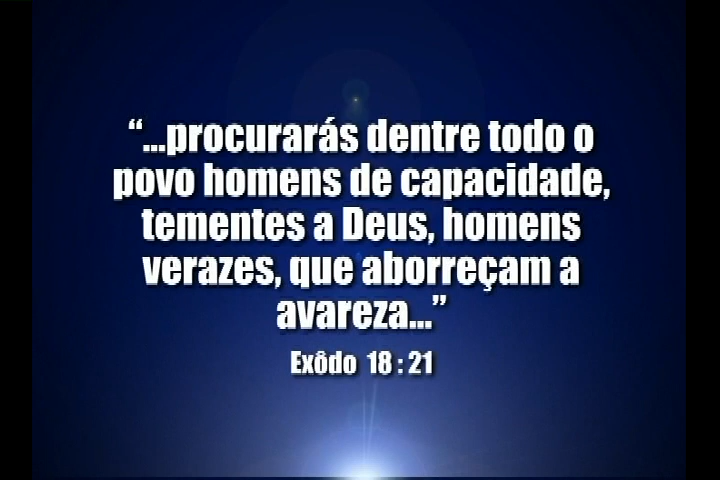 “...procurarás dentre todo o
povo homens de capacidade,
tementes a Deus, homens
verazes, que aborreçam a
avareza...”
Exôdo 18 : 21